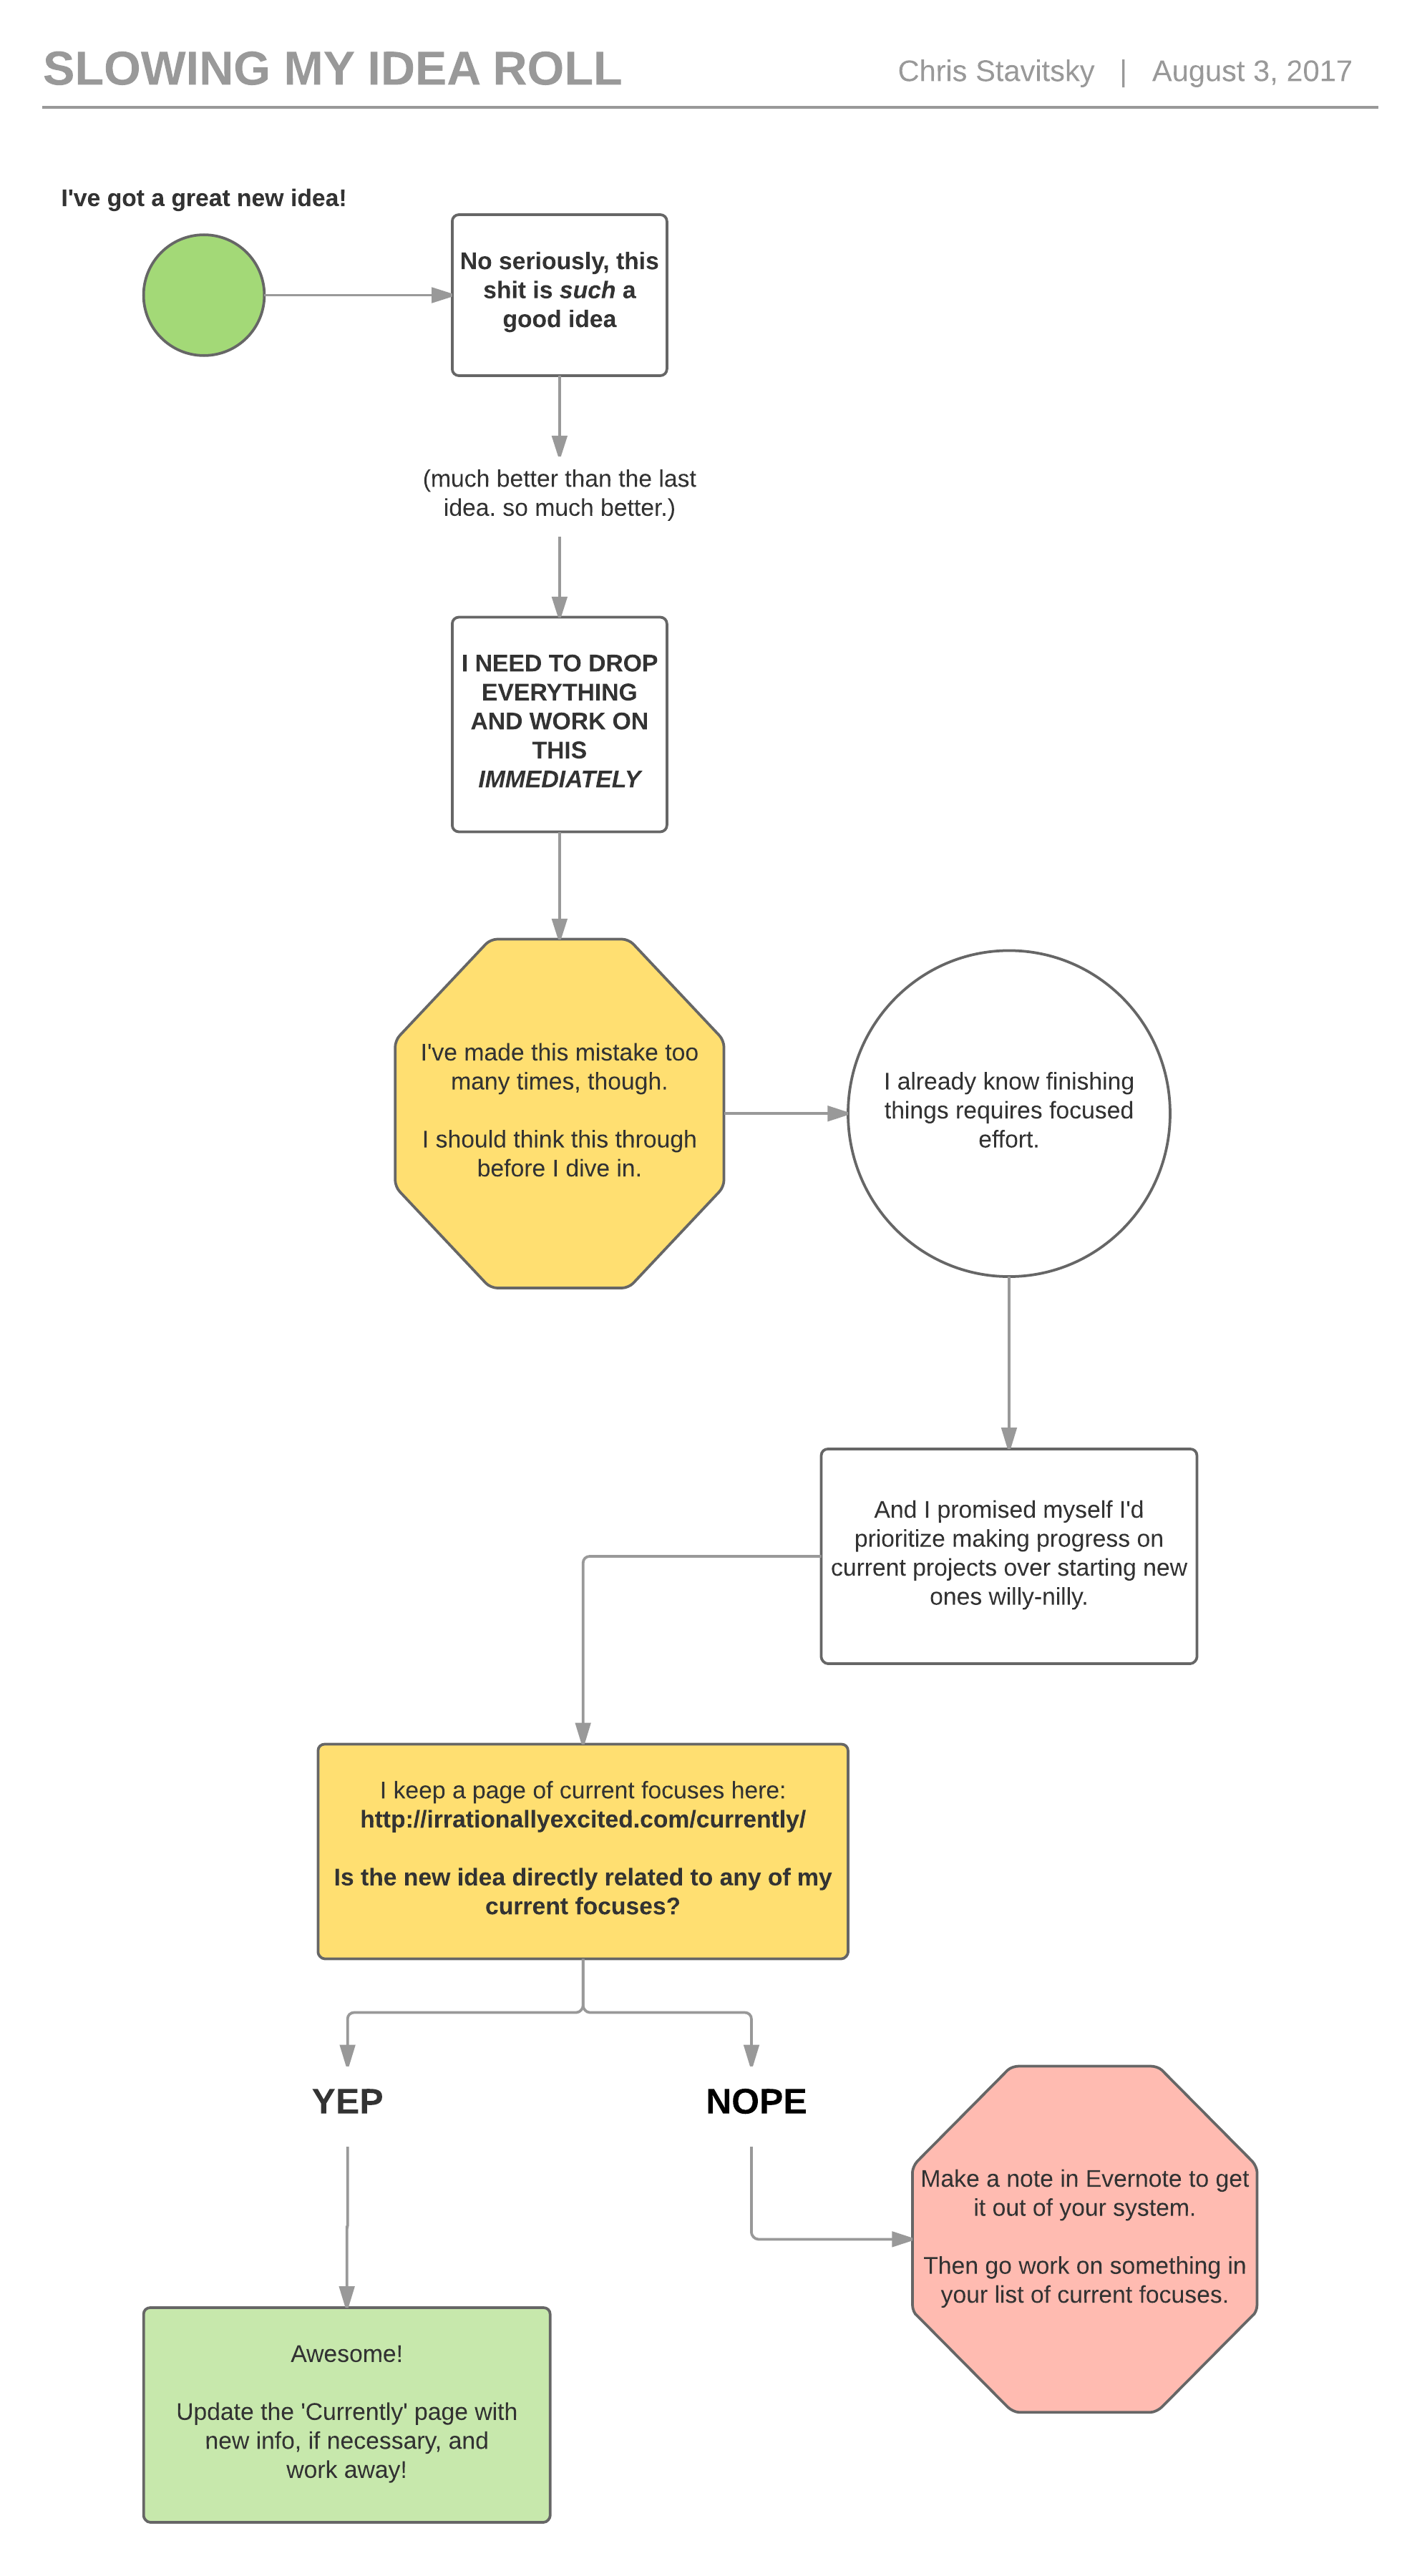 SLOWING MY IDEA ROLL
Chris Stavitsky | August 3, 2017
I've got a great new idea!
No seriously, this
shit is such a
good idea
(much better than the last
idea. so much better.)
I NEED TO DROP
EVERYTHING
AND WORK ON
THIS
IMMEDIATELY
I've made this mistake too
many times, though.
I should think this through
before I dive in.
I already know finishing
things requires focused
effort.
And I promised myself I'd
prioritize making progress on
current projects over starting new
ones willy-nilly.
I keep a page of current focuses here:
http://irrationallyexcited.com/currently/
Is the new idea directly related to any of my
current focuses?
YEP
NOPE
Make a note in Evernote to get
it out of your system.
Then go work on something in
your list of current focuses.
Awesome!
Update the 'Currently' page with
new info, if necessary, and
work away!